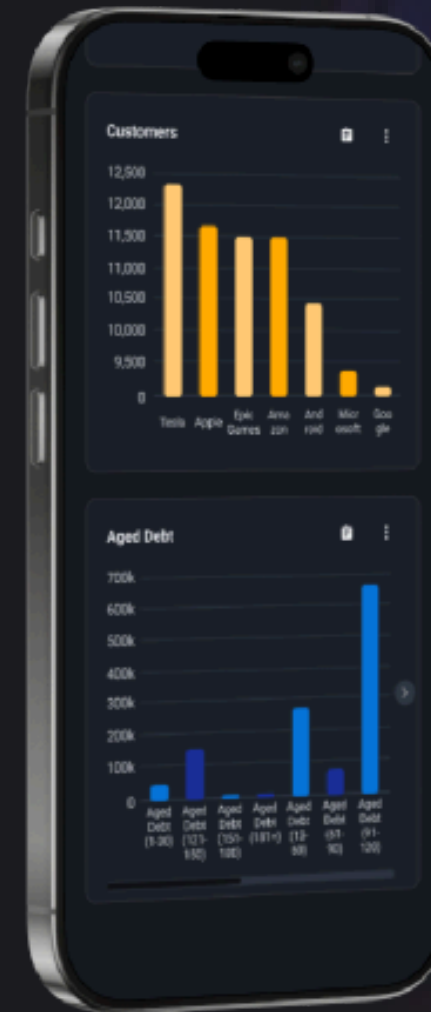 Customers
12,500
12,000
11,500
11,000
10,500
10,000
9,500
0
Tesla Apple Epic Games Ama zon And roid Micr osoft Goo gle
Aged Debt
700k
600k
500k
400k
300k
200k
100k
0
Aged Aged Aged Aged Aged Aged Aged
Debt Debt Debt Debt Debt Debt Debt
(1-30) (121- (151- (181+) (61- (91-
150) 180) 60) 90) 120)